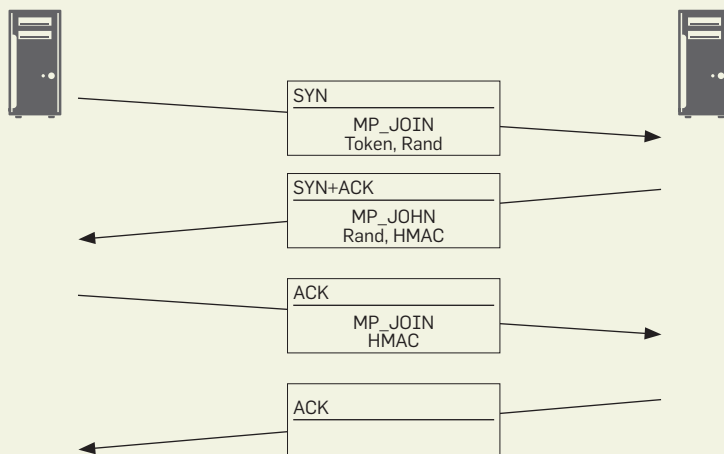 SYN
MP_JOIN
Token, Rand
SYN+ACK
MP_JOHN
Rand, HMAC
ACK
MP_JOIN
HMAC
ACK